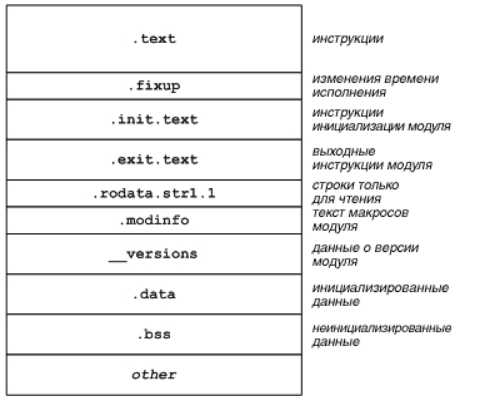 .text
инструкции
.fixup
изменения времени
исполнения
.init.text
инструкции
инициализации модуля
.exit.text
выходные
инструкции модуля
.rodata.str1.1
строки только
для чтения
.modinfo
текст макросов
модуля
__versions
данные о версии
модуля
.data
инициализированные
данные
.bss
неинициализированные
данные
other